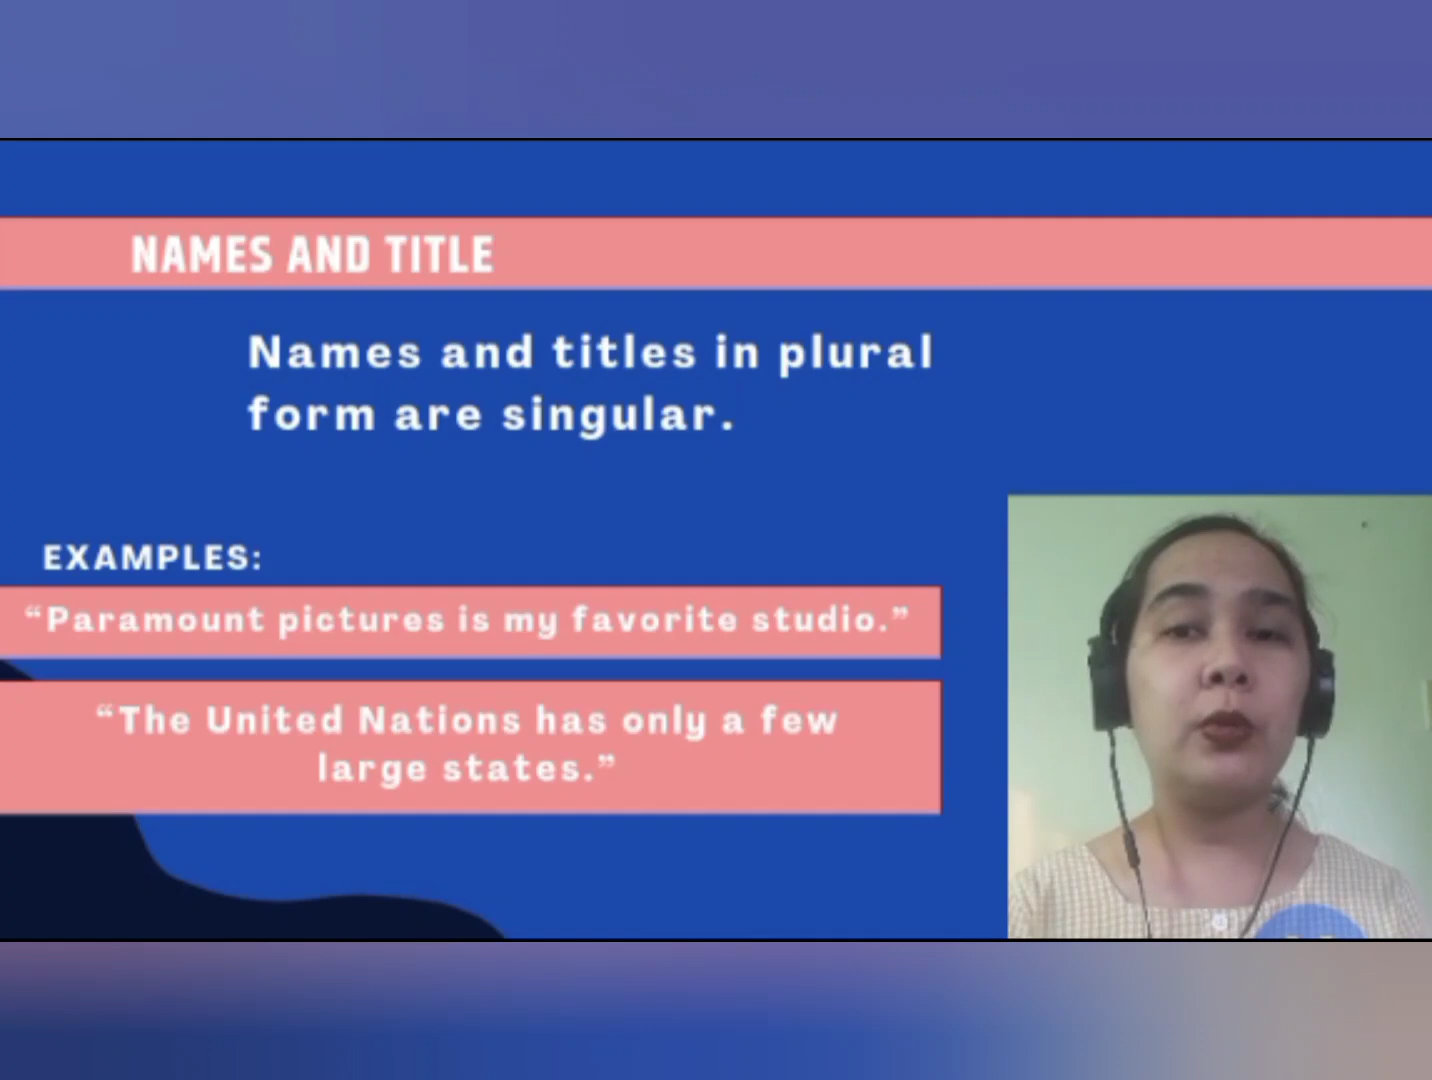 NAMES AND TITLE
Names and titles in plural
form are singular.
EXAMPLES:
“Paramount pictures is my favorite studio.”
“The United Nations has only a few
large states.”